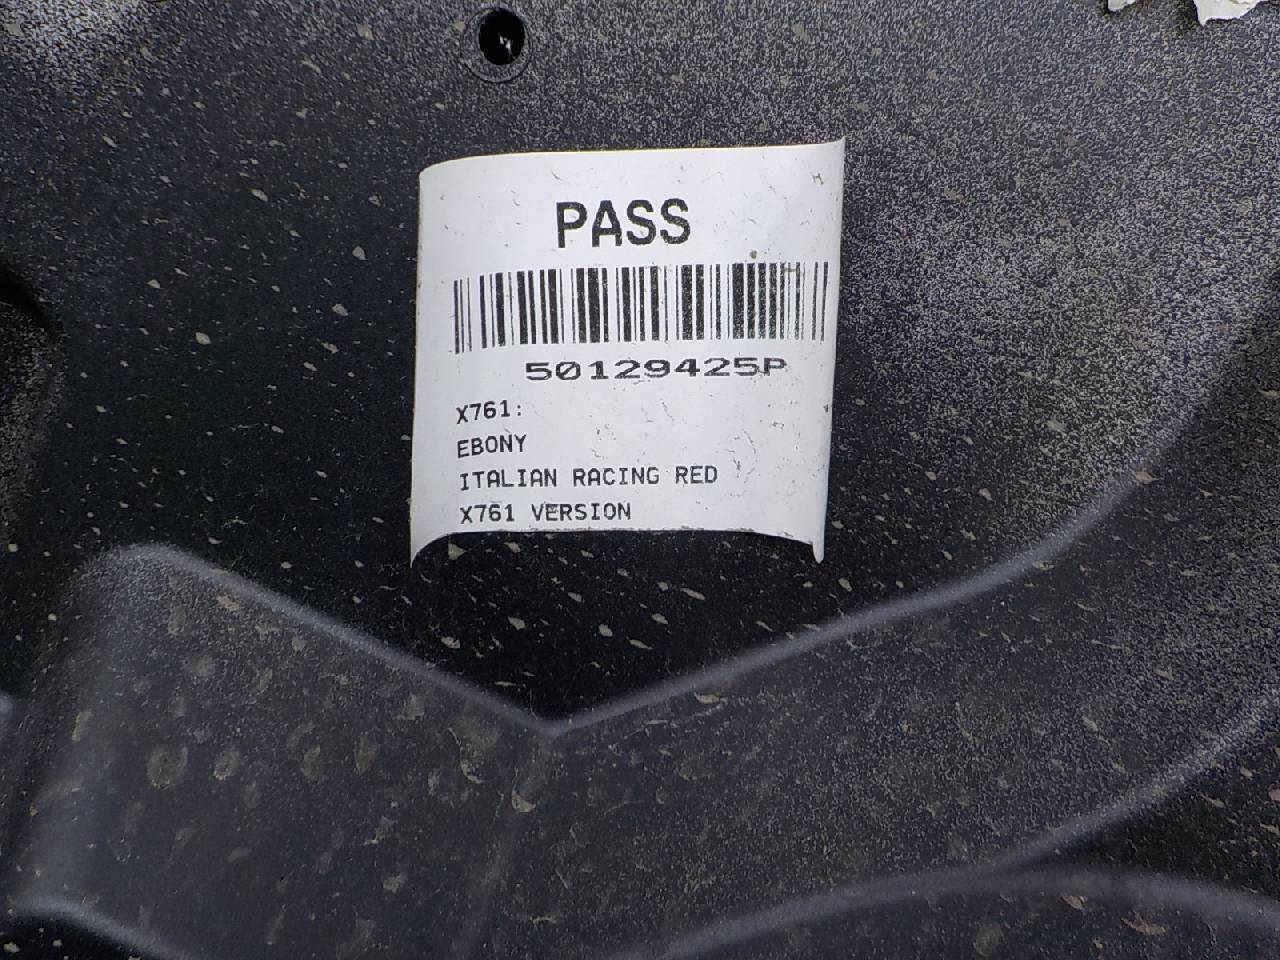 PASS
50129425P
X761:
EBONY
ITALIAN RACING RED
X761 VERSION